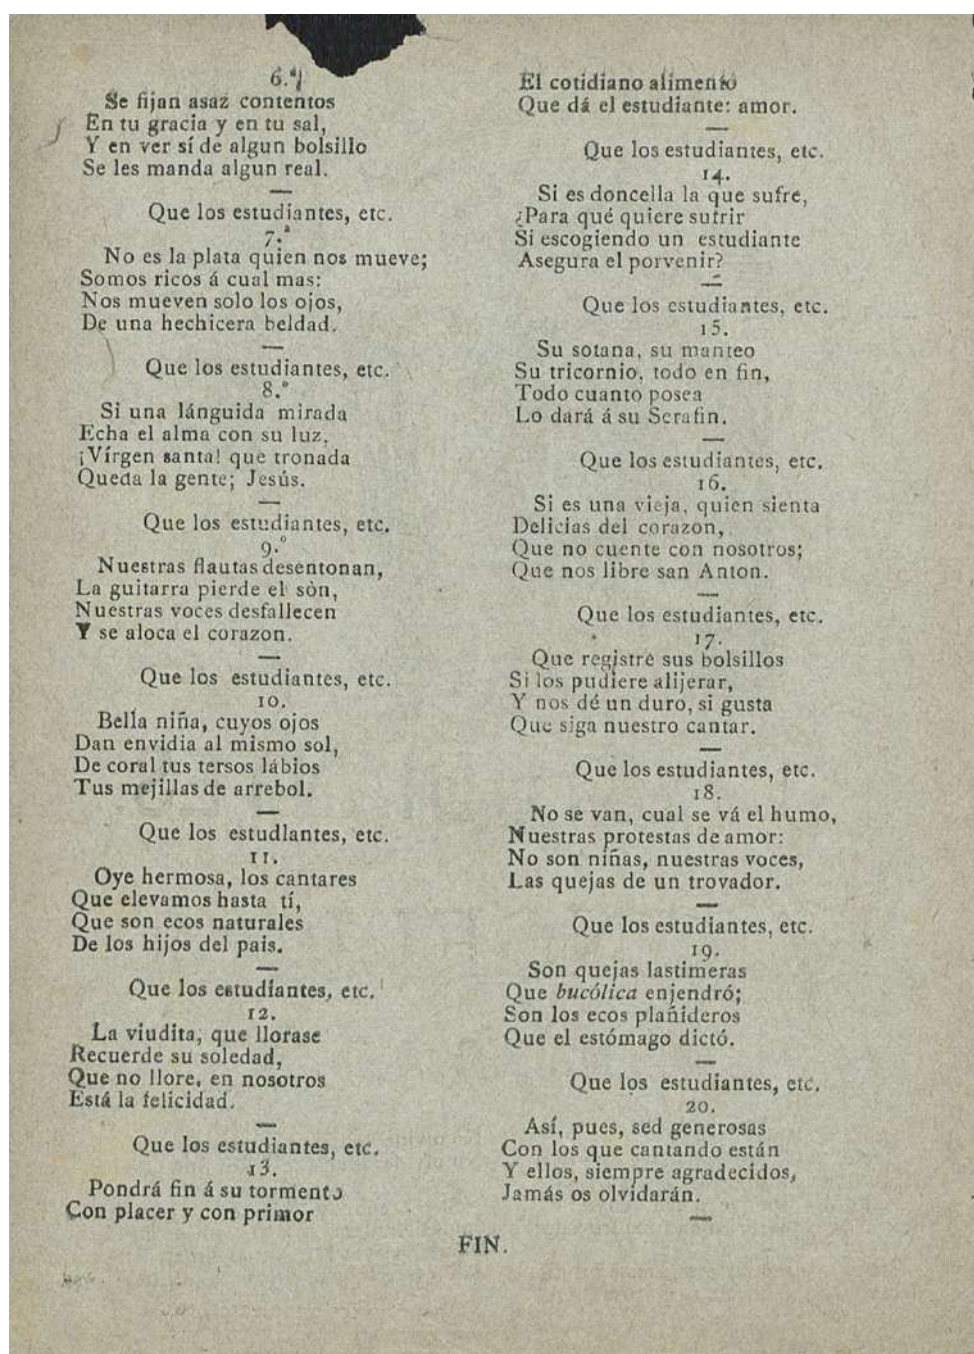 6.ª
Se fijan asaz contentos
En tu gracia y en tu sal,
Y en ver sí de algun bolsillo
Se les manda algun real.
Que los estudiantes, etc.
7.ª
No es la plata quien nos mueve;
Somos ricos á cual mas:
Nos mueven solo los ojos,
De una hechicera beldad.
Que los estudiantes, etc.
8.ª
Si una lánguida mirada
Echa el alma con su luz,
¡Vírgen santa! que tronada
Queda la gente; Jesús.
Que los estudiantes, etc.
9.º
Nuestras flautas desentonan,
La guitarra pierde el sòn,
Nuestras voces desfallecen
Y se aloca el corazon.
Que los estudiantes, etc.
10.
Bella niña, cuyos ojos
Dan envidia al mismo sol,
De coral tus tersos lábios
Tus mejillas de arrebol.
Que los estudlantes, etc.
11.
Oye hermosa, los cantares
Que elevamos hasta tí,
Que son ecos naturales
De los hijos del pais.
Que los estudiantes, etc.
12.
La viudita, que llorase
Recuerde su soledad,
Que no llore, en nosotros
Está la felicidad.
Que los estudiantes, etc.
13.
Pondrá fin á su tormento
Con placer y con primor
El cotidiano alimento
Que dá el estudiante: amor.
Que los estudiantes, etc.
14.
Si es doncella la que sufre,
¿Para qué quiere sufrir
Si escogiendo un estudiante
Asegura el porvenir?
Que los estudiantes, etc.
15.
Su sotana, su manteo
Su tricornio, todo en fin,
Todo cuanto posea
Lo dará á su Serafin.
Que los estudiantes, etc.
16.
Si es una vieja, quien sienta
Delicias del corazon,
Que no cuente con nosotros;
Que nos libre san Anton.
Que los estudiantes, etc.
17.
Que registre sus bolsillos
Si los pudiere alijerar,
Y nos dé un duro, si gusta
Que siga nuestro cantar.
Que los estudiantes, etc.
18.
No se van, cual se vá el humo,
Nuestras protestas de amor:
No son niñas, nuestras voces,
Las quejas de un trovador.
Que los estudiantes, etc.
19.
Son quejas lastimeras
Que bucólica enjendró;
Son los ecos plañideros
Que el estómago dictó.
Que los estudiantes, etc.
20.
Así, pues, sed generosas
Con los que cantando están
Y ellos, siempre agradecidos,
Jamás os olvidarán.
FIN.